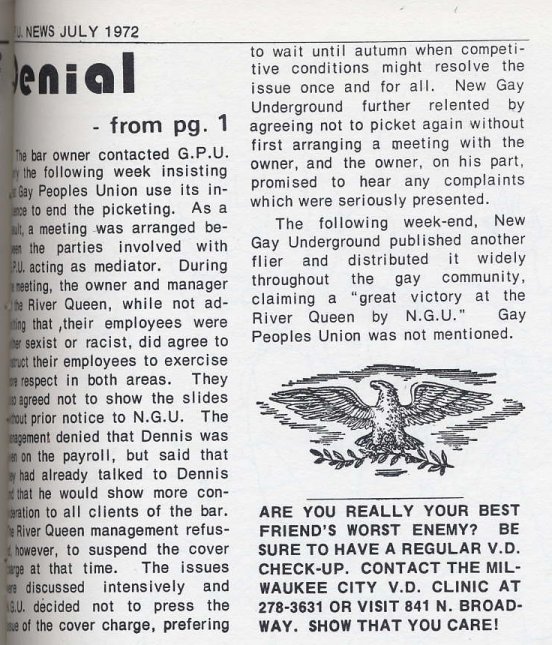 NEWS JULY 1972
Denial
- from pg. 1
The bar owner contacted G.P.U.
the following week insisting
Gay Peoples Union use its in-
to end the picketing. As a
a meeting was arranged be-
the parties involved with
acting as mediator. During
meeting, the owner and manager
the River Queen, while not ad-
that ,their employees were
sexist or racist, did agree to
their employees to exercise
respect in both areas. They
agreed not to show the slides
prior notice to N.G.U. The
denied that Dennis was
on the payroll, but said that
had already talked to Dennis
that he would show more con-
to all clients of the bar.
River Queen management refus-
however, to suspend the cover
at that time. The issues
discussed intensively and
decided not to press the
of the cover charge, prefering
to wait until autumn when competi-
tive conditions might resolve the
issue once and for all. New Gay
Underground further relented by
agreeing not to picket again without
first arranging a meeting with the
owner, and the owner, on his part,
promised to hear any complaints
which were seriously presented.
The following week-end, New
Gay Underground published another
flier and distributed it widely
throughout the gay community,
claiming a "great victory at the
River Queen by N.G.U." Gay
Peoples Union was not mentioned.
ARE YOU REALLY YOUR BEST
FRIEND'S WORST ENEMY? BE
SURE TO HAVE A REGULAR V.D.
CHECK-UP. CONTACT THE MIL-
WAUKEE CITY V.D. CLINIC AT
278-3631 OR VISIT 841 N. BROAD-
WAY. SHOW THAT YOU CARE!